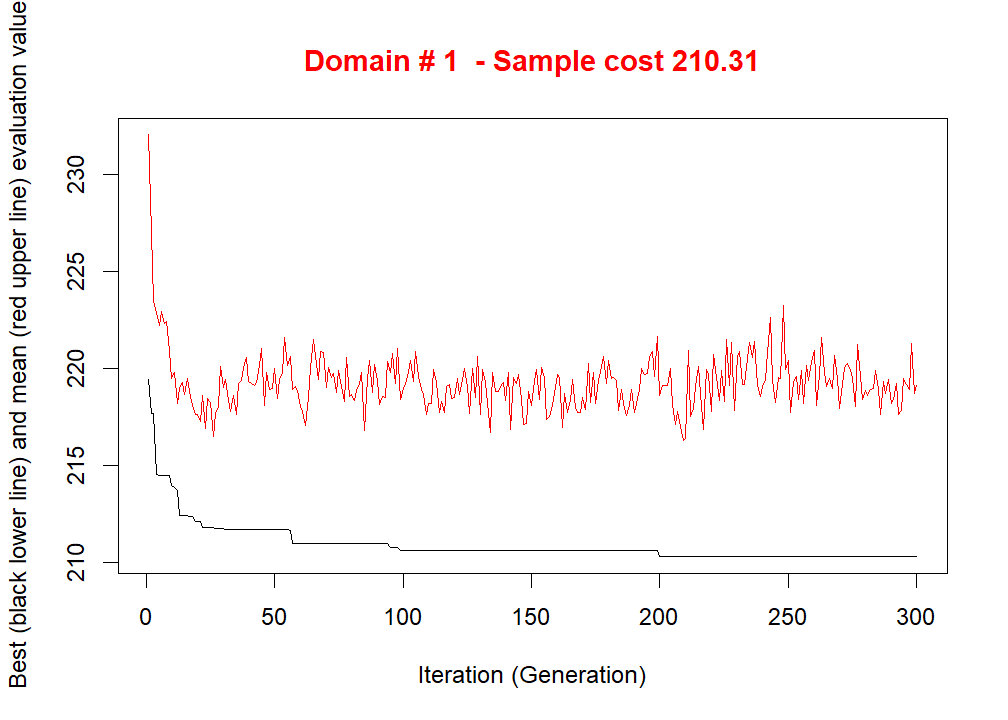 Domain # 1 - Sample cost 210.31
Best (black lower line) and mean (red upper line) evaluation value
230
225
220
215
210
0 50 100 150 200 250 300
Iteration (Generation)